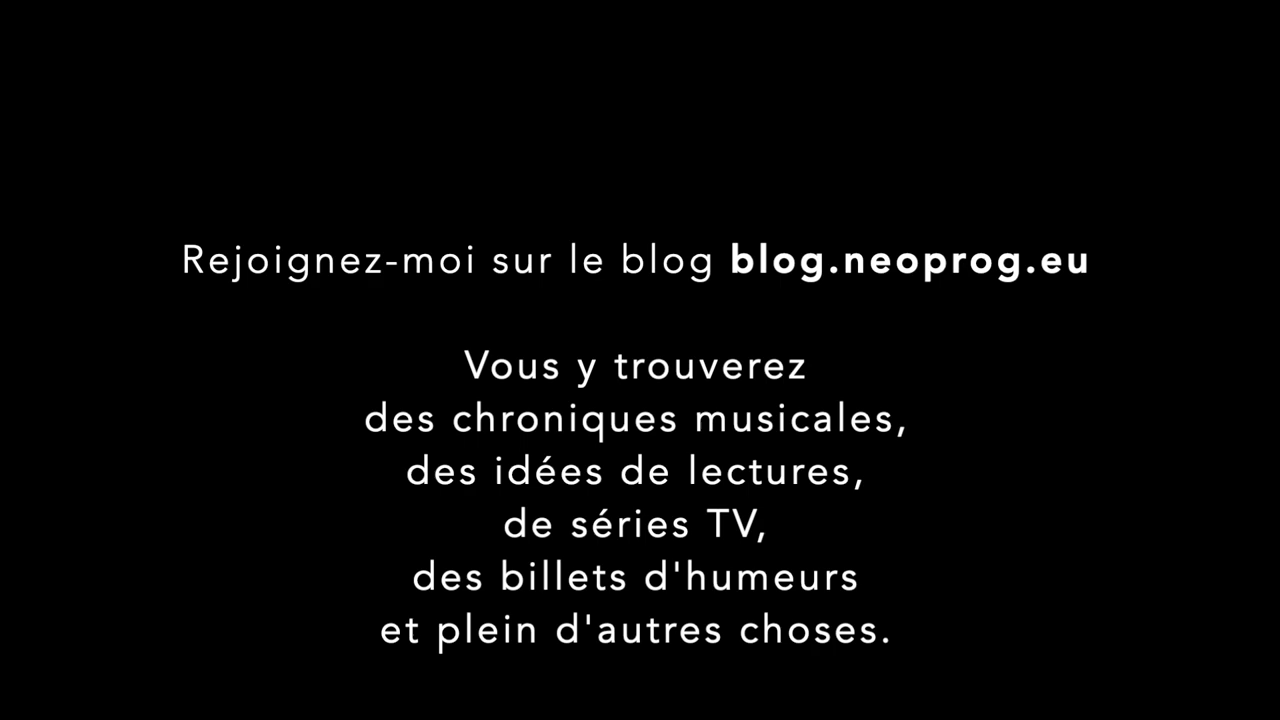 Rejoignez-moi sur le blog blog.neoprog.eu
Vous y trouverez
des chroniques musicales,
des idées de lectures,
de séries TV,
des billets d'humeurs
et plein d'autres choses.